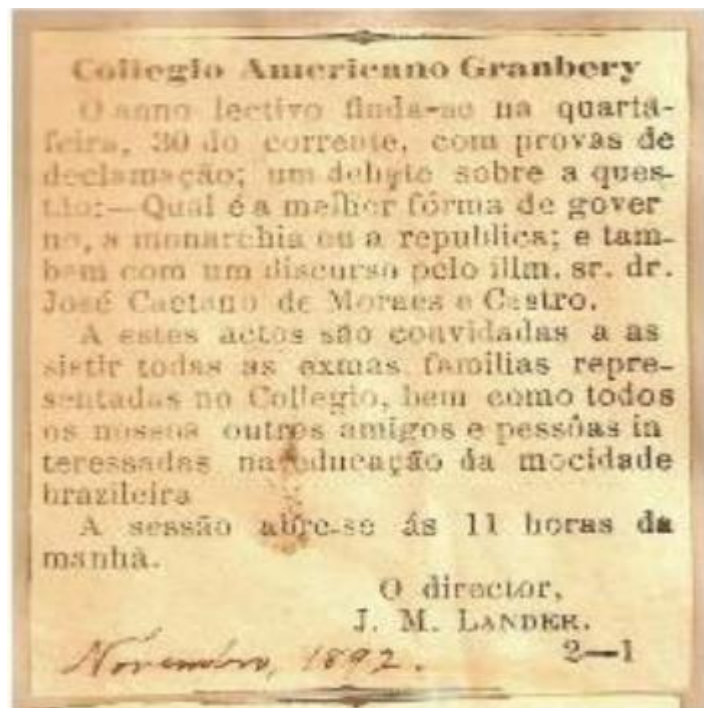 Collegio Americano Granbery
O anno lectivo finda-se na quarta-
feira, 30 do corrente, com provas de
declamação; um debate sobre a ques-
tão:—Qual é a melhor fórma de gover
no, a monarchia ou a republica; e tam-
bem com um discurso pelo illm. sr. dr.
José Caetano de Moraes e Castro.
A estes actos são convidadas a as
sistir todas as exmas familias repre-
sentadas no Collegio, bem como todos
os nossos outros amigos e pessôas in
teressadas na educação da mocidade
brazileira
A sessão abre-se ás 11 horas da
manhã.
O director,
J. M. LANDER.
2—1
Novembro, 1892.